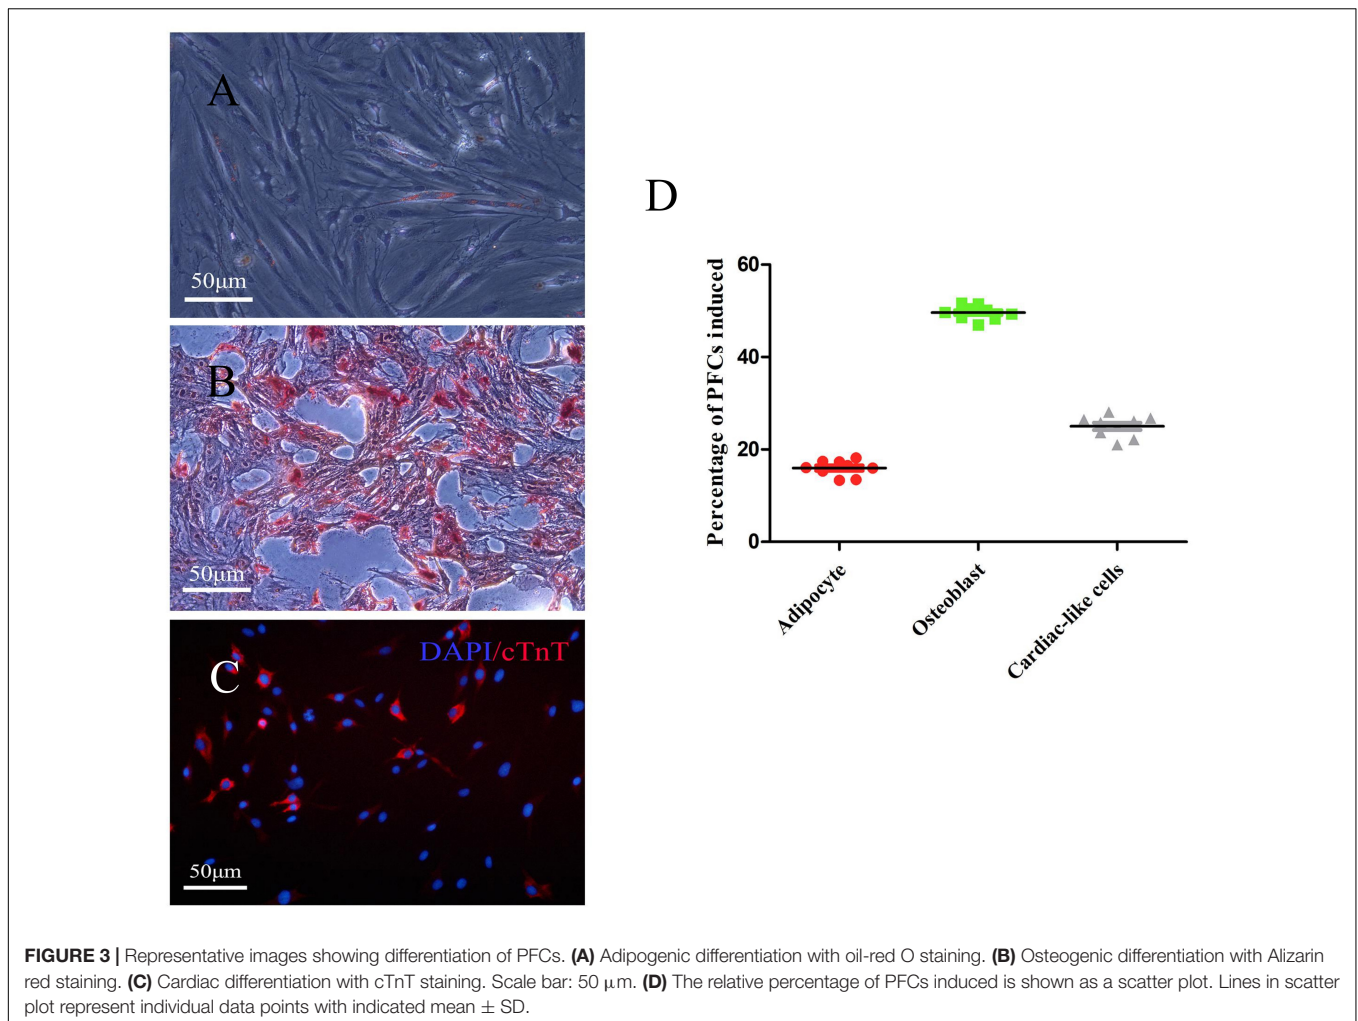 A
50μm
B
50μm
DAPI/cTnT
C
50μm
D
Percentage of PFCs induced
60
40
20
0
Adipocyte
Osteoblast
Cardiac-like cells
FIGURE 3 | Representative images showing differentiation of PFCs. (A) Adipogenic differentiation with oil-red O staining. (B) Osteogenic differentiation with Alizarin
red staining. (C) Cardiac differentiation with cTnT staining. Scale bar: 50 μm. (D) The relative percentage of PFCs induced is shown as a scatter plot. Lines in scatter
plot represent individual data points with indicated mean ± SD.